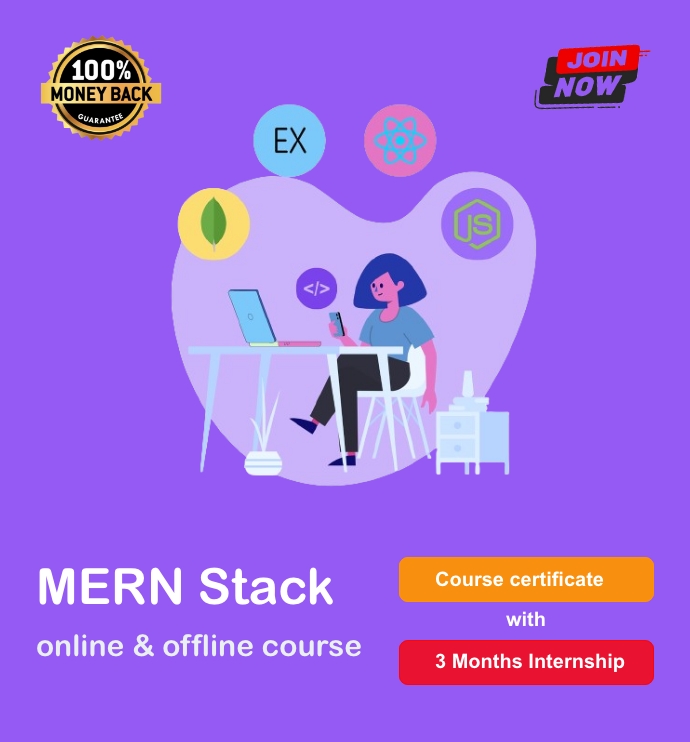 100%
MONEY BACK
GUARANTEE
JOIN
NOW
EX
JS
</>
MERN Stack
online & offline course
Course certificate
with
3 Months Internship